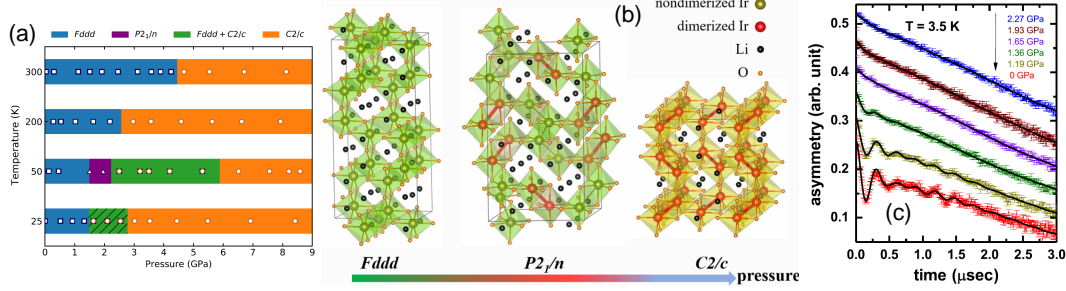 (a)
Fddd
P2₁/n
Fddd + C2/c
C2/c
Temperature (K)
300
200
50
25
0 1 2 3 4 5 6 7 8 9
Pressure (GPa)
(b)
nondimerized Ir
dimerized Ir
Li
O
Fddd
P2₁/n
C2/c
pressure
asymmetry (arb. unit)
0.5
0.4
0.3
0.2
0.1
T = 3.5 K
2.27 GPa
1.93 GPa
1.65 GPa
1.36 GPa
1.19 GPa
0 GPa
(c)
0.0 0.5 1.0 1.5 2.0 2.5 3.0
time (μsec)